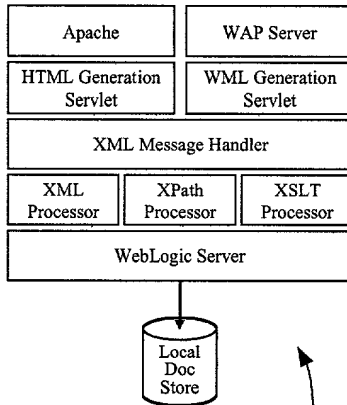 Apache
WAP Server
HTML Generation
Servlet
WML Generation
Servlet
XML Message Handler
XML
Processor
XPath
Processor
XSLT
Processor
WebLogic Server
Local
Doc
Store